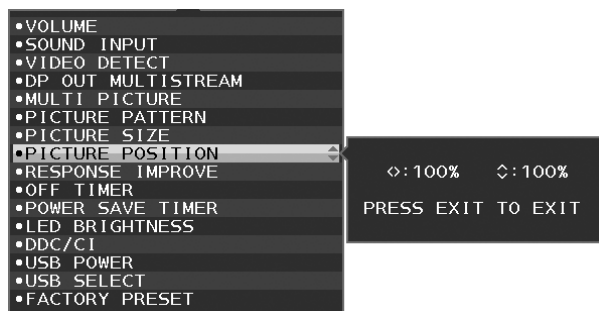 •VOLUME
•SOUND INPUT
•VIDEO DETECT
•DP OUT MULTISTREAM
•MULTI PICTURE
•PICTURE PATTERN
•PICTURE SIZE
•PICTURE POSITION
•RESPONSE IMPROVE
•OFF TIMER
•POWER SAVE TIMER
•LED BRIGHTNESS
•DDC/CI
•USB POWER
•USB SELECT
•FACTORY PRESET
:100% :100%
PRESS EXIT TO EXIT